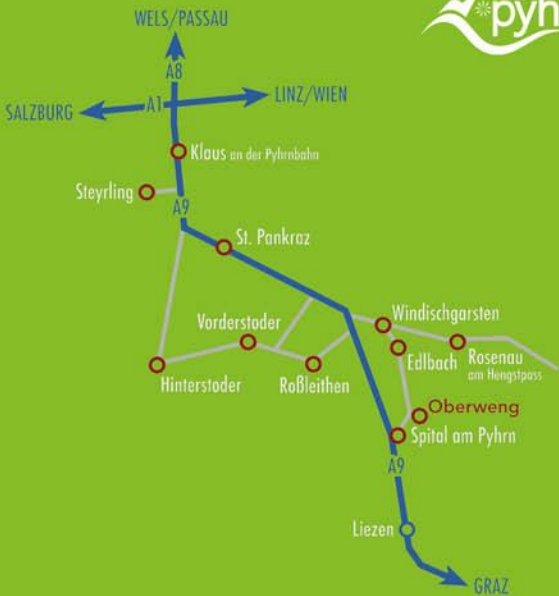 pyh
WELS/PASSAU
A8
SALZBURG
A1
LINZ/WIEN
Klaus an der Pyhrnbahn
Steyrling
A9
St. Pankraz
Windischgarsten
Vorderstoder
Edlbach
Rosenau
am Hengstpass
Hinterstoder
Roßleithen
Oberweng
Spital am Pyhrn
A9
Liezen
GRAZ